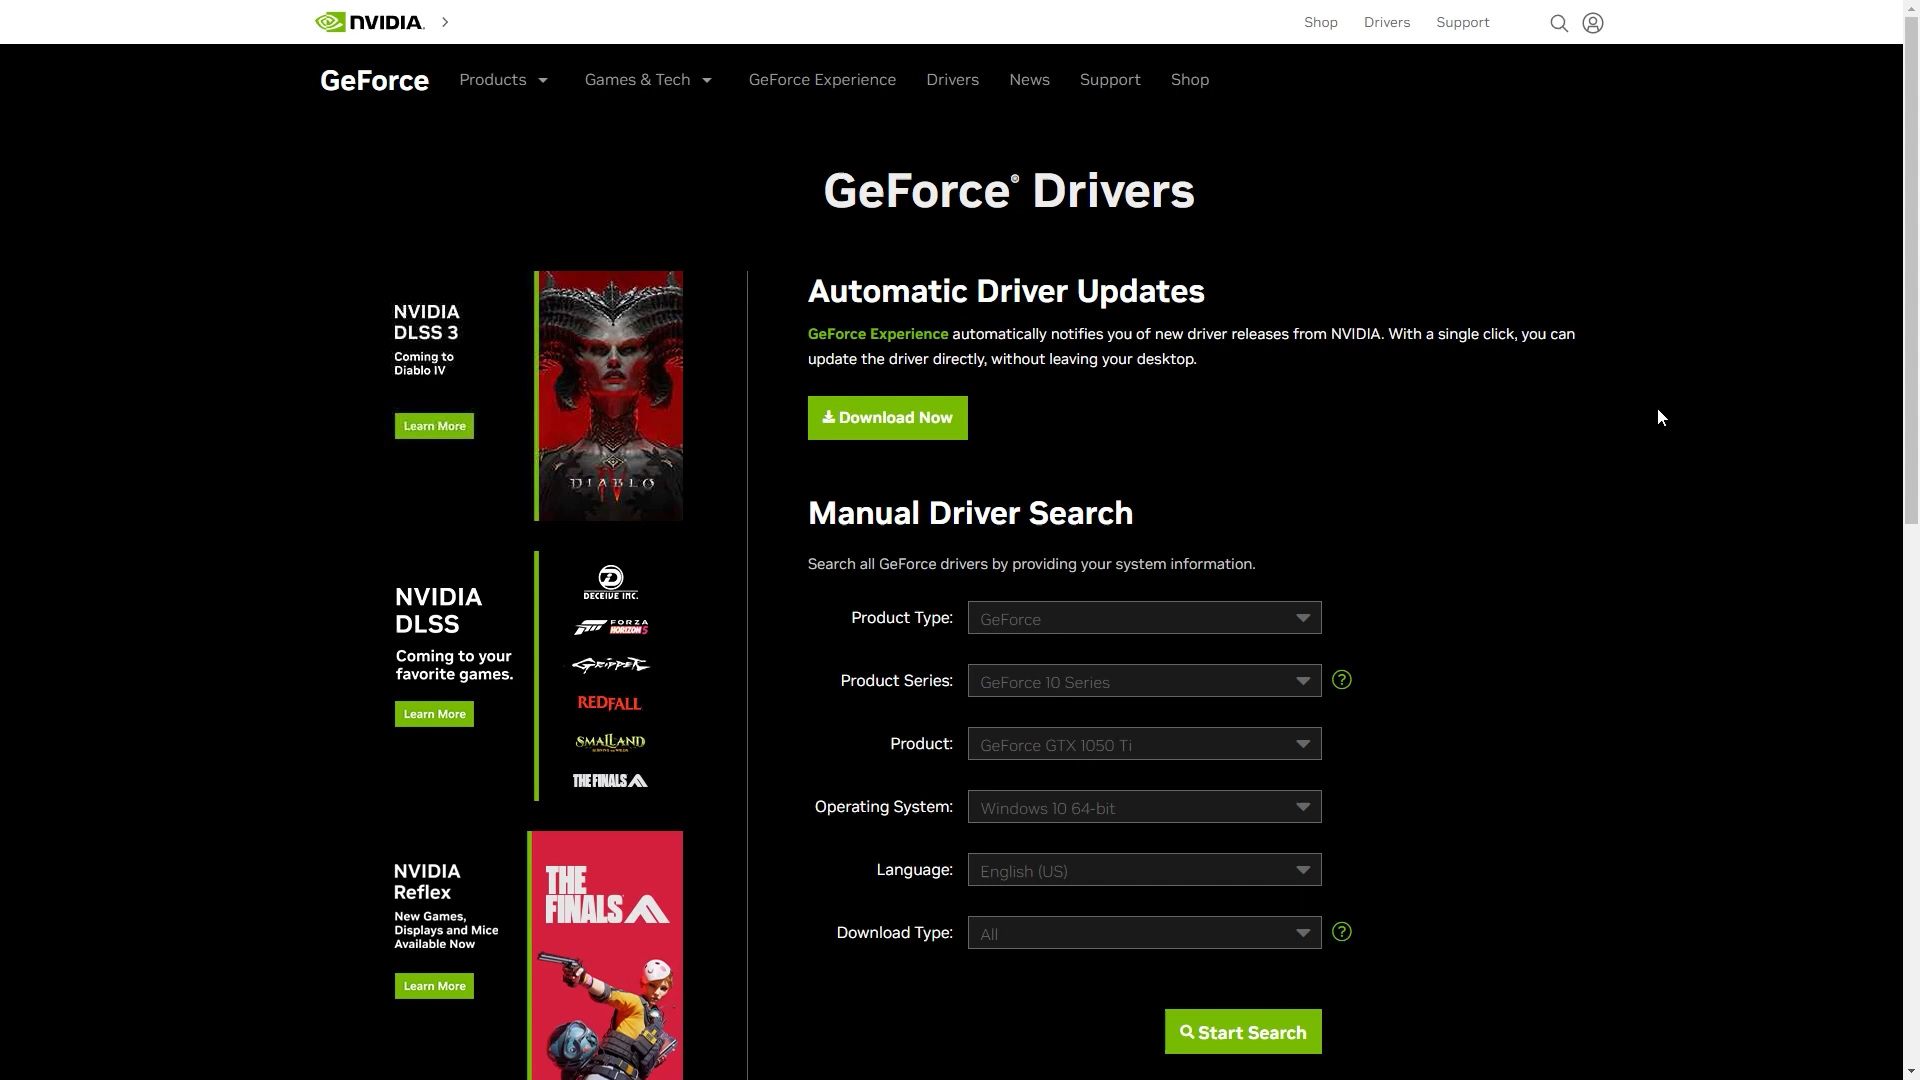 NVIDIA.
Shop
Drivers
Support
GeForce
Products
Games & Tech
GeForce Experience
Drivers
News
Support
Shop
GeForce® Drivers
NVIDIA
DLSS 3
Coming to
Diablo IV
Learn More
DIABLO
IV
NVIDIA
DLSS
Coming to your
favorite games.
Learn More
DECEIVE INC.
FORZA
HORIZON 5
GRIPPER
REDFALL
SMALLAND
THE FINALS
NVIDIA
Reflex
New Games,
Displays and Mice
Available Now
Learn More
THE
FINALS
Automatic Driver Updates
GeForce Experience automatically notifies you of new driver releases from NVIDIA. With a single click, you can
update the driver directly, without leaving your desktop.
Download Now
Manual Driver Search
Search all GeForce drivers by providing your system information.
Product Type: GeForce
Product Series: GeForce 10 Series ?
Product: GeForce GTX 1050 Ti
Operating System: Windows 10 64-bit
Language: English (US)
Download Type: All ?
Start Search